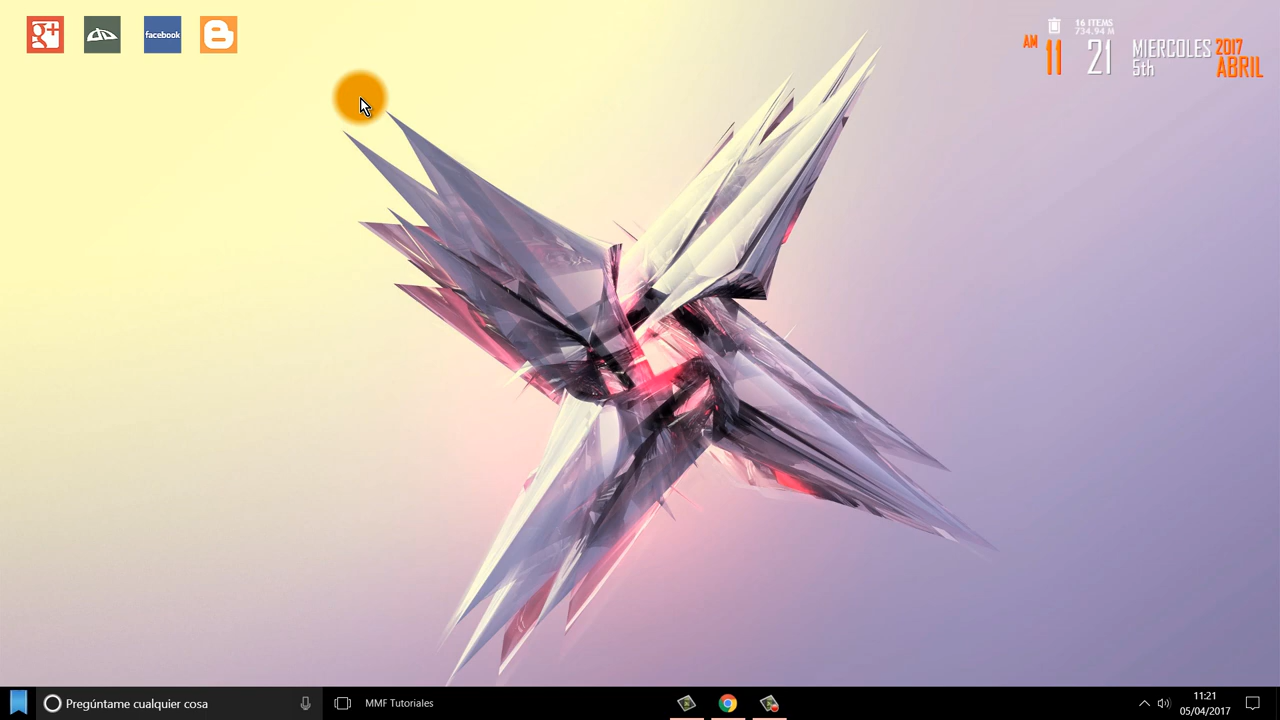 g+
facebook
16 ITEMS
734.94 M
AM 11 21 MIERCOLES 2017
5th ABRIL
Pregúntame cualquier cosa
MMF Tutoriales
11:21
05/04/2017